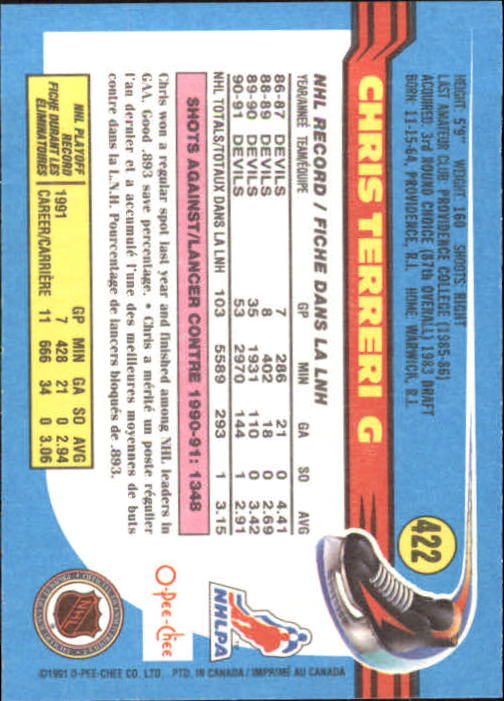 HEIGHT: 5'9" WEIGHT: 160 SHOOTS: RIGHT
LAST AMATEUR CLUB: PROVIDENCE COLLEGE (1985-86)
ACQUIRED: 3rd ROUND CHOICE (87th OVERALL) 1983 DRAFT
BORN: 11-15-64, PROVIDENCE, R.I. HOME: WARWICK, R.I.
CHRIS TERRERI G
422
NHL RECORD / FICHE DANS LA LNH
YEAR/ANNÉE TEAM/EQUIPE GP MIN GA SO AVG
86-87 DEVILS 7 286 21 0 4.41
88-89 DEVILS 8 402 18 0 2.69
89-90 DEVILS 35 1931 110 0 3.42
90-91 DEVILS 53 2970 144 1 2.91
NHL TOTALS/TOTAUX DANS LA LNH 103 5589 293 1 3.15
SHOTS AGAINST/LANCER CONTRE 1990-91: 1348
Chris won a regular spot last year and finished among NHL leaders in
GAA. Good .893 save percentage. • Chris a mérité un poste régulier
l'an dernier et a accumulé l'une des meilleures moyennes de buts
contre dans la L.N.H. Pourcentage de lancers bloqués de .893.
NHL PLAYOFF
RECORD
FICHE DURANT LES
ÉLIMINATOIRES
GP MIN GA SO AVG
1991 7 428 21 0 2.94
CAREER/CARRIÈRE 11 666 34 0 3.06
NHLPA
TM
O-Pee-Chee
NHL
©1991 O-PEE-CHEE CO. LTD. PTD. IN CANADA / IMPRIMÉ AU CANADA